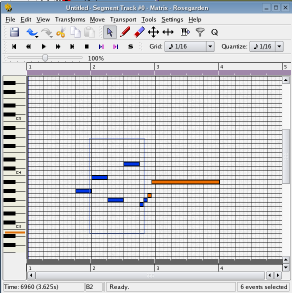 Untitled - Segment Track #1 - Matrix - Rosegarden
File Edit View Transforms Move Transport Tools Settings Help
Grid: 1/16 Quantize: 1/16
100%
1 2 3 4 5
C5
C4
C3
1 2 3 4
Time: 6960 (3.625s) B2 Ready. 6 events selected